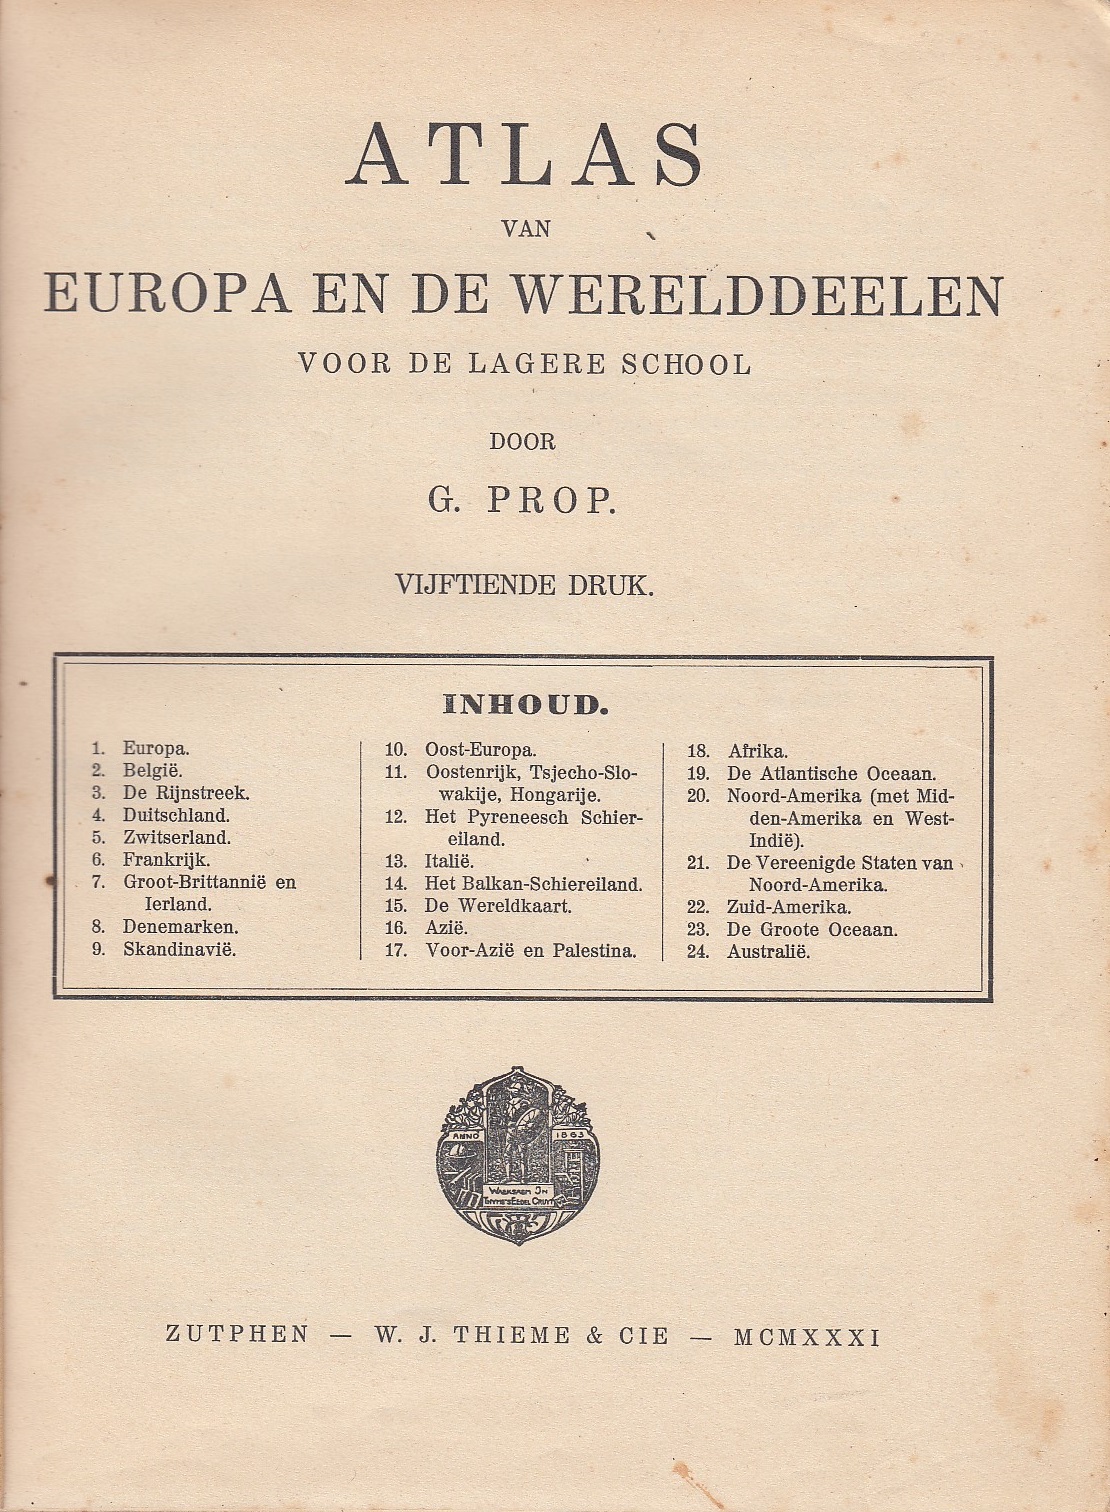 ATLAS
VAN
EUROPA EN DE WERELDDEELEN
VOOR DE LAGERE SCHOOL
DOOR
G. PROP.
VIJFTIENDE DRUK.
INHOUD.
1. Europa.
2. België.
3. De Rijnstreek.
4. Duitschland.
5. Zwitserland.
6. Frankrijk.
7. Groot-Brittannië en
Ierland.
8. Denemarken.
9. Skandinavië.
10. Oost-Europa.
11. Oostenrijk, Tsjecho-Slo-
wakije, Hongarije.
12. Het Pyreneesch Schier-
eiland.
13. Italië.
14. Het Balkan-Schiereiland.
15. De Wereldkaart.
16. Azië.
17. Voor-Azië en Palestina.
18. Afrika.
19. De Atlantische Oceaan.
20. Noord-Amerika (met Mid-
den-Amerika en West-
Indië).
21. De Vereenigde Staten van
Noord-Amerika.
22. Zuid-Amerika.
23. De Groote Oceaan.
24. Australië.
ANNO 1863
ZUTPHEN — W. J. THIEME & CIE — MCMXXXI